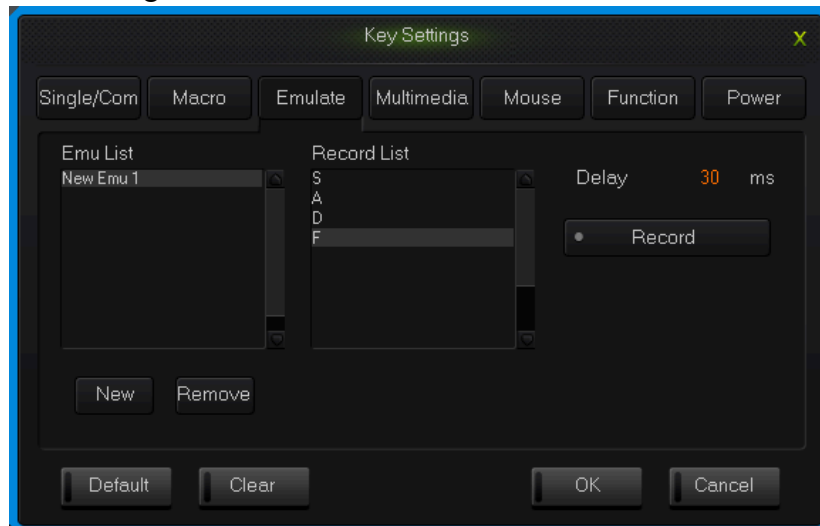 Key Settings
X
Single/Com Macro Emulate Multimedia Mouse Function Power
Emu List Record List
New Emu 1
S
A
D
F
Delay 30 ms
Record
New Remove
Default Clear OK Cancel